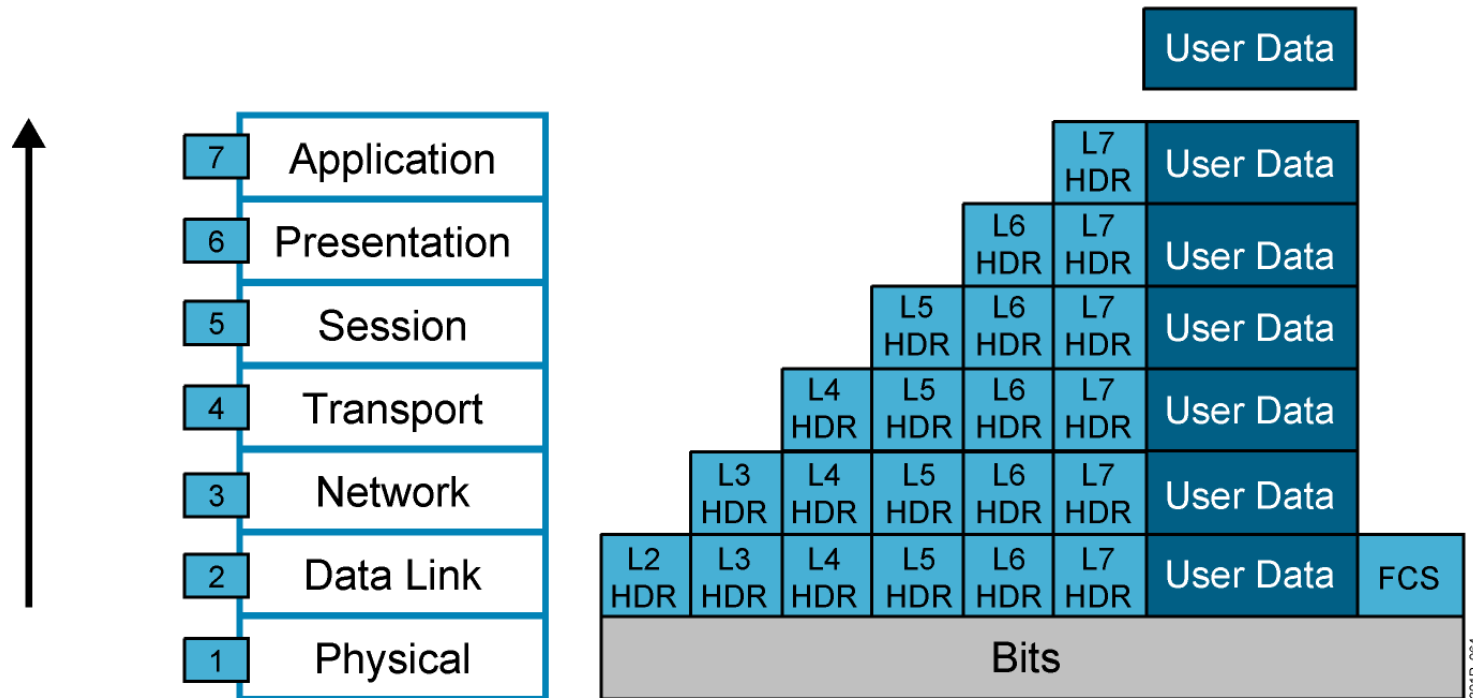 User Data
7 Application
L7 HDR User Data
6 Presentation
L6 HDR L7 HDR User Data
5 Session
L5 HDR L6 HDR L7 HDR User Data
4 Transport
L4 HDR L5 HDR L6 HDR L7 HDR User Data
3 Network
L3 HDR L4 HDR L5 HDR L6 HDR L7 HDR User Data
2 Data Link
L2 HDR L3 HDR L4 HDR L5 HDR L6 HDR L7 HDR User Data FCS
1 Physical
Bits